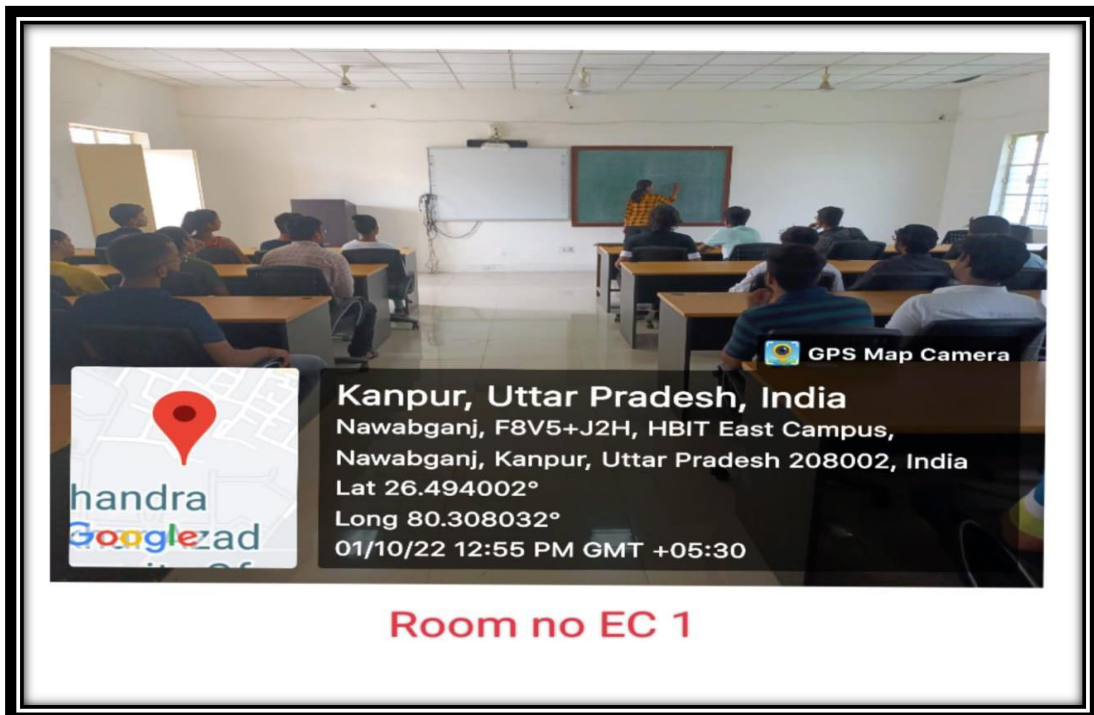 GPS Map Camera
Kanpur, Uttar Pradesh, India
Nawabganj, F8V5+J2H, HBIT East Campus,
Nawabganj, Kanpur, Uttar Pradesh 208002, India
Lat 26.494002°
Long 80.308032°
01/10/22 12:55 PM GMT +05:30
handra
Google
zad
Room no EC 1